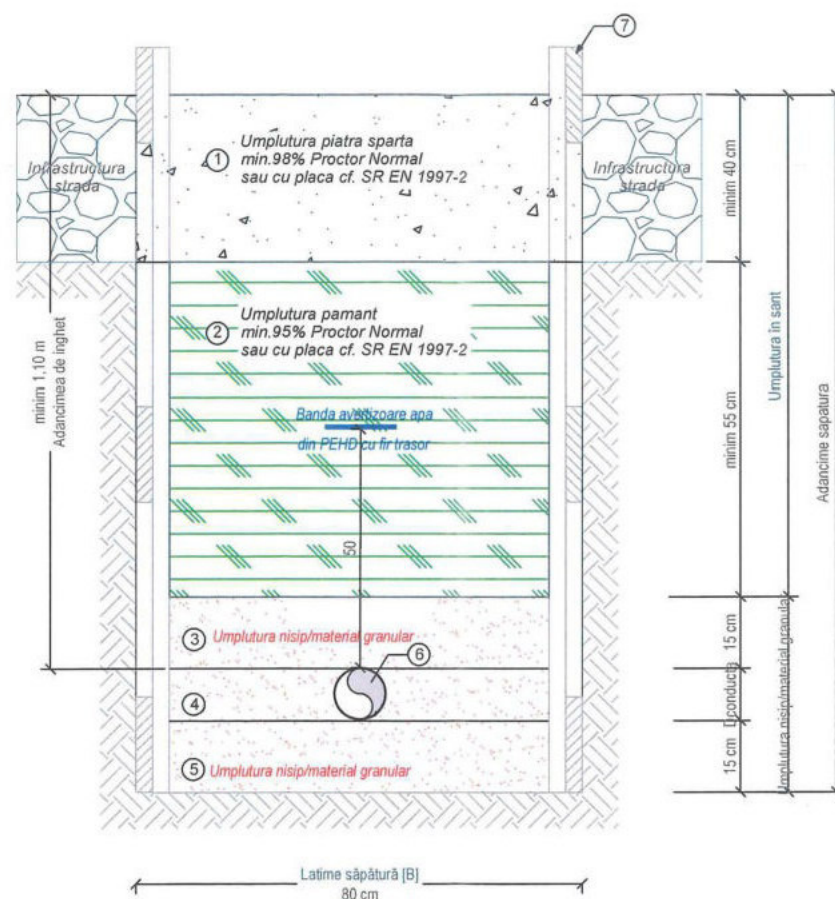 7
1
Umplutura piatra sparta
min.98% Proctor Normal
sau cu placa cf. SR EN 1997-2
Infrastructura
strada
Infrastructura
strada
minim 40 cm
2
Umplutura pamant
min.95% Proctor Normal
sau cu placa cf. SR EN 1997-2
minim 1,10 m
Adancimea de inghet
Banda avertizoare apa
din PEHD cu fir trasor
50
minim 55 cm
Umplutura în sant
Adancime sapatura
3
Umplutura nisip/material granular
6
4
5
Umplutura nisip/material granular
15 cm
Dconducta
15 cm
Umplutura nisip/material granula
Latime săpătură [B]
80 cm